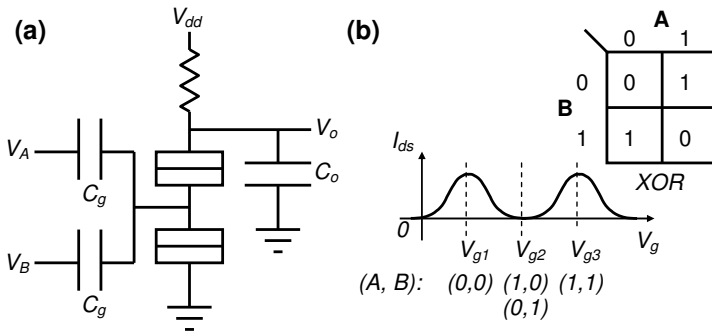 (a)
V_dd
V_o
V_A
C_g
C_o
V_B
C_g
(b)
A
0 1
0 0 1
B
1 1 0
XOR
I_ds
0
V_g
V_g1 V_g2 V_g3
(A, B): (0,0) (1,0) (1,1)
(0,1)